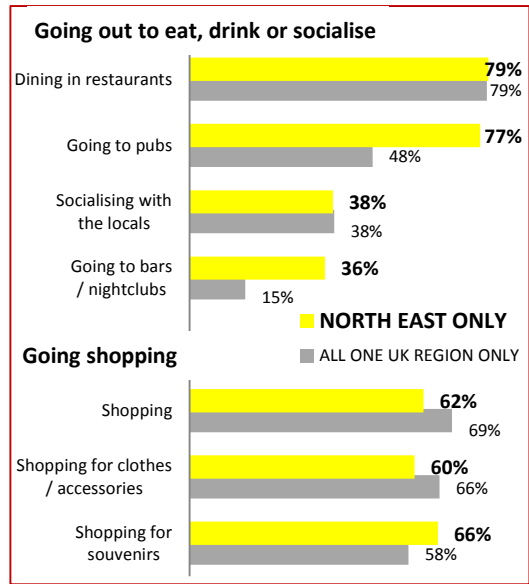 Going out to eat, drink or socialise
Dining in restaurants
79%
79%
Going to pubs
77%
48%
Socialising with
the locals
38%
38%
Going to bars
/ nightclubs
36%
15%
NORTH EAST ONLY
ALL ONE UK REGION ONLY
Going shopping
Shopping
62%
69%
Shopping for clothes
/ accessories
60%
66%
Shopping for
souvenirs
66%
58%